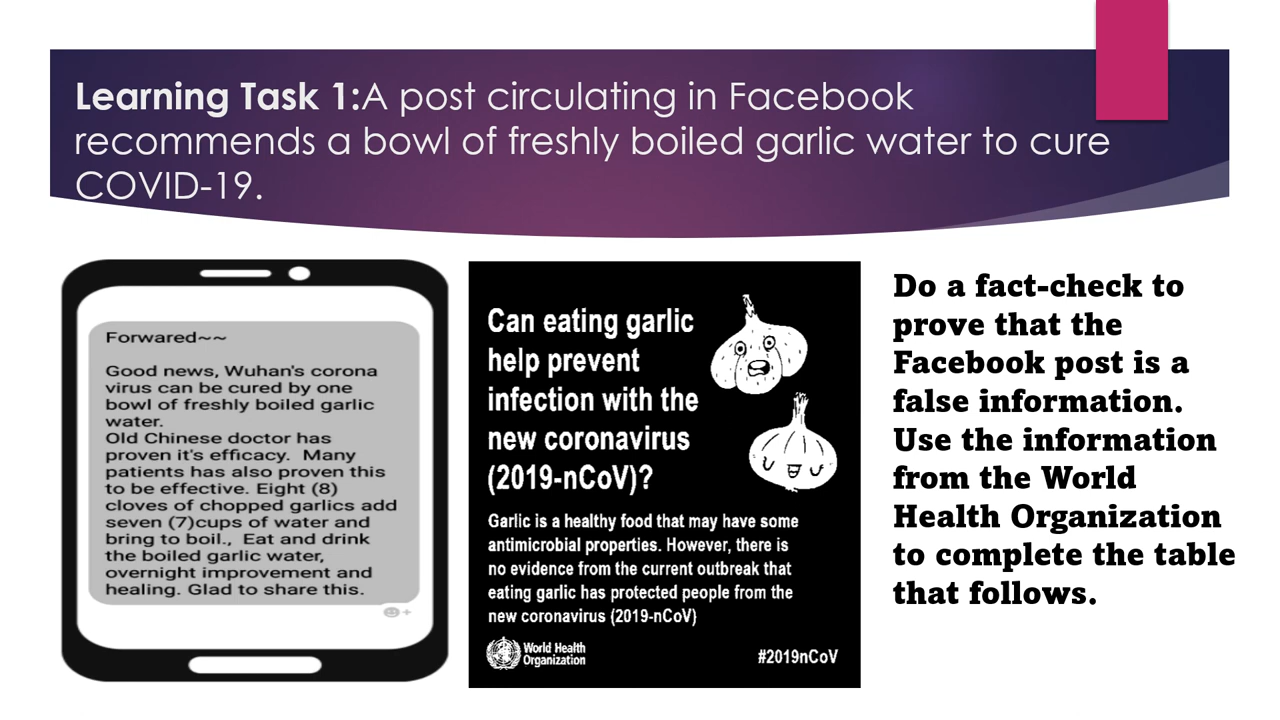 Learning Task 1:A post circulating in Facebook
recommends a bowl of freshly boiled garlic water to cure
COVID-19.
Forwared~~
Good news, Wuhan's corona
virus can be cured by one
bowl of freshly boiled garlic
water.
Old Chinese doctor has
proven it's efficacy. Many
patients has also proven this
to be effective. Eight (8)
cloves of chopped garlics add
seven (7)cups of water and
bring to boil., Eat and drink
the boiled garlic water,
overnight improvement and
healing. Glad to share this.
Can eating garlic
help prevent
infection with the
new coronavirus
(2019-nCoV)?
Garlic is a healthy food that may have some
antimicrobial properties. However, there is
no evidence from the current outbreak that
eating garlic has protected people from the
new coronavirus (2019-nCoV)
World Health
Organization
#2019nCoV
Do a fact-check to
prove that the
Facebook post is a
false information.
Use the information
from the World
Health Organization
to complete the table
that follows.